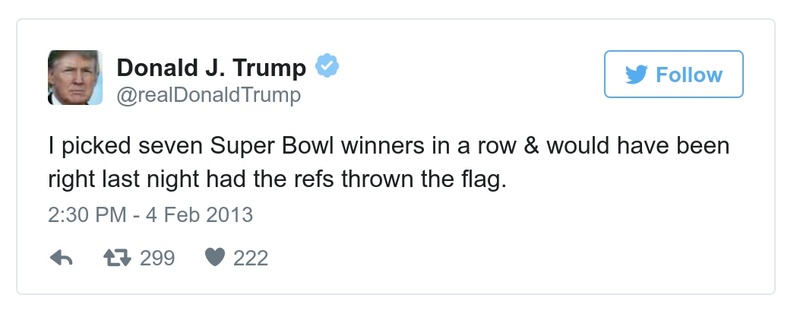 Donald J. Trump
@realDonaldTrump
Follow
I picked seven Super Bowl winners in a row & would have been
right last night had the refs thrown the flag.
2:30 PM - 4 Feb 2013
299 222